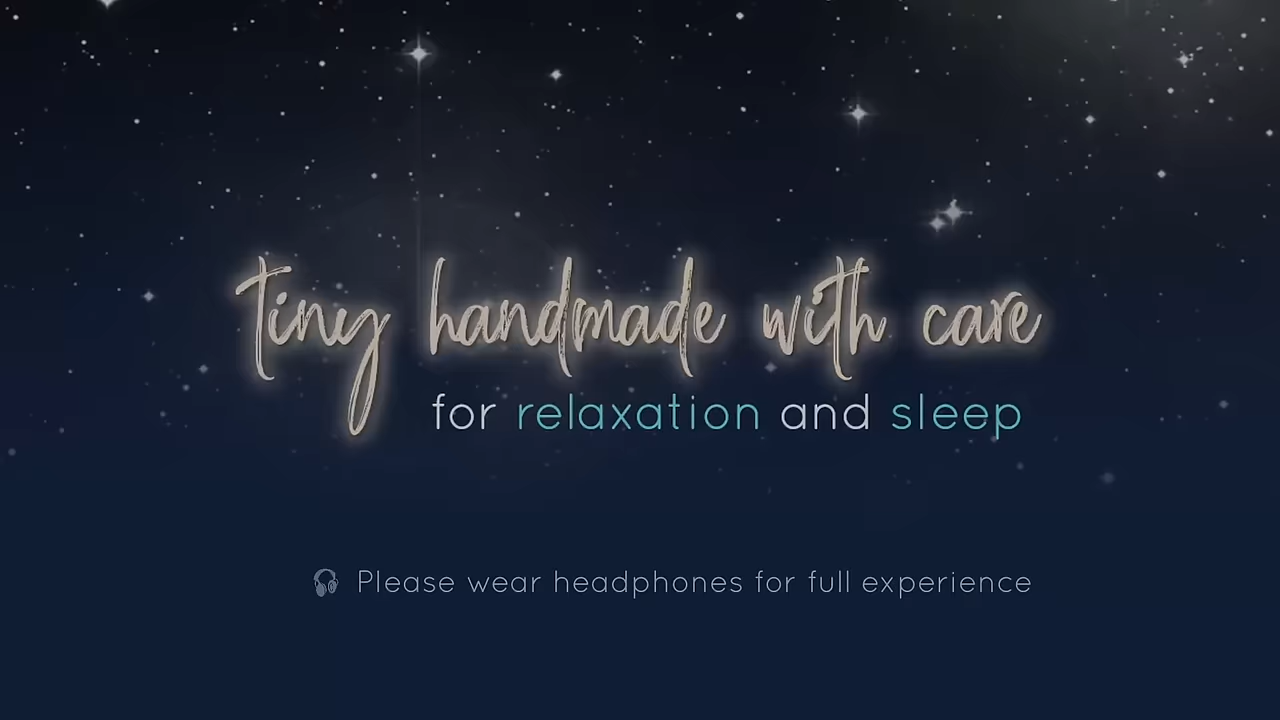 tiny handmade with care
for relaxation and sleep
Please wear headphones for full experience